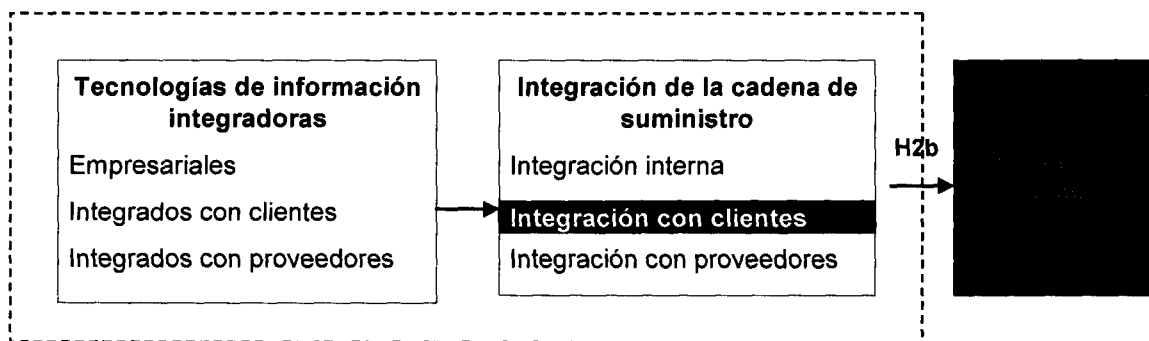 Tecnologías de información
integradoras
Empresariales
Integrados con clientes
Integrados con proveedores
Integración de la cadena de
suministro
Integración interna
Integración con clientes
Integración con proveedores
H2b